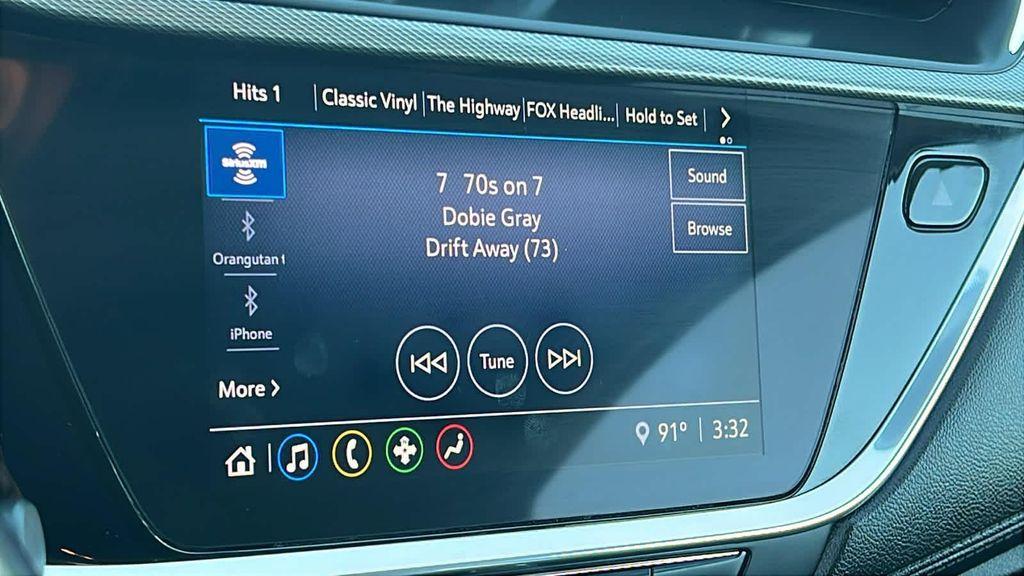 Hits 1 Classic Vinyl The Highway FOX Headli... Hold to Set
SiriusXM
7 70s on 7
Sound
Dobie Gray
Browse
Drift Away (73)
Orangutan 1
iPhone
Tune
More
91° 3:32